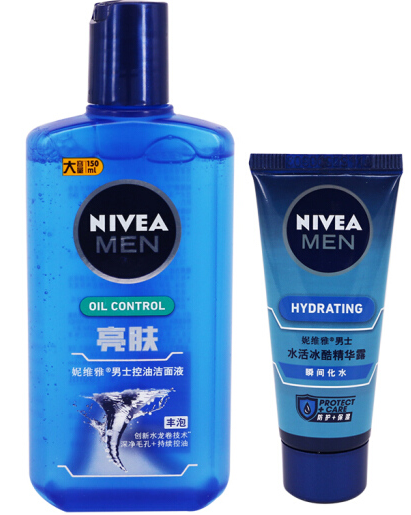 大容量 150 ml
NIVEA
MEN
OIL CONTROL
亮肤
妮维雅®男士控油洁面液
丰泡
创新水龙卷技术
深净毛孔+持续控油
NIVEA
MEN
HYDRATING
妮维雅®男士
水活冰酷精华露
瞬间化水
PROTECT
+ CARE
防护+保湿